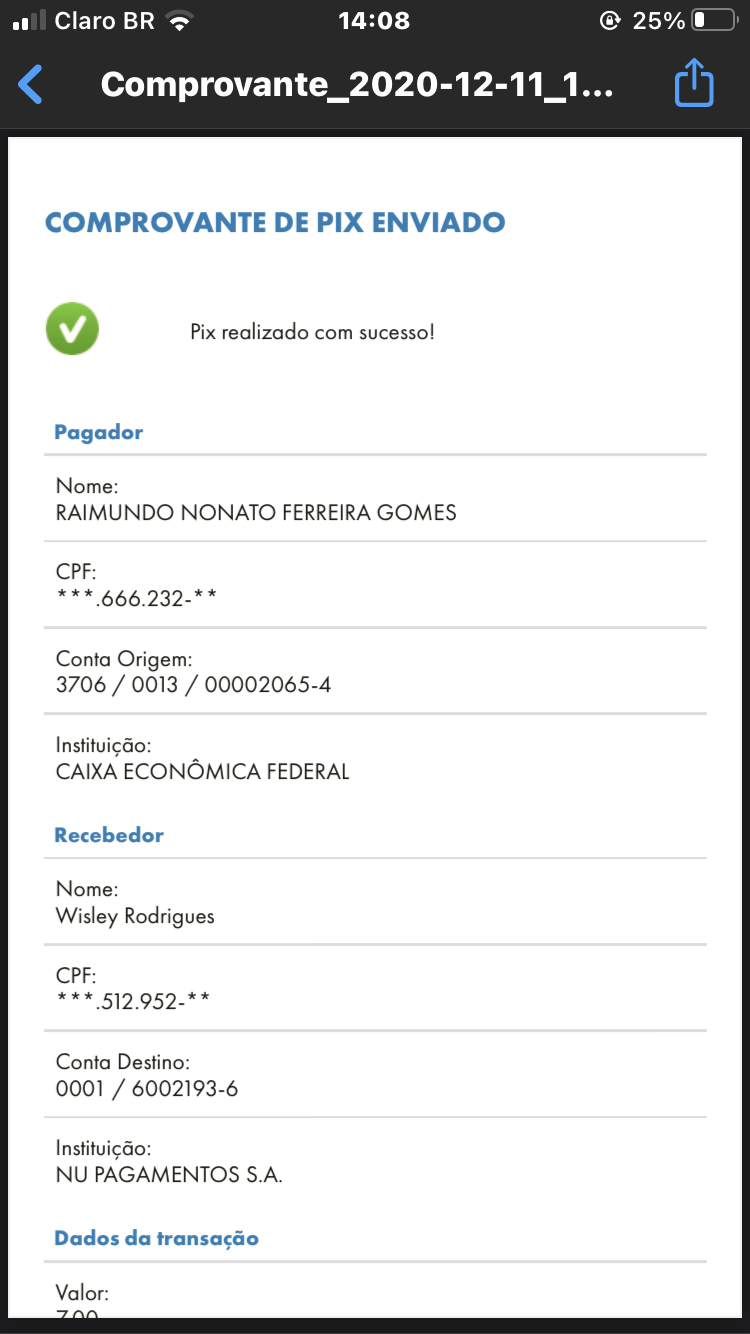 Claro BR
14:08
25%
Comprovante_2020-12-11_1...
COMPROVANTE DE PIX ENVIADO
Pix realizado com sucesso!
Pagador
Nome:
RAIMUNDO NONATO FERREIRA GOMES
CPF:
***.666.232-**
Conta Origem:
3706 / 0013 / 00002065-4
Instituição:
CAIXA ECONÔMICA FEDERAL
Recebedor
Nome:
Wisley Rodrigues
CPF:
***.512.952-**
Conta Destino:
0001 / 6002193-6
Instituição:
NU PAGAMENTOS S.A.
Dados da transação
Valor: